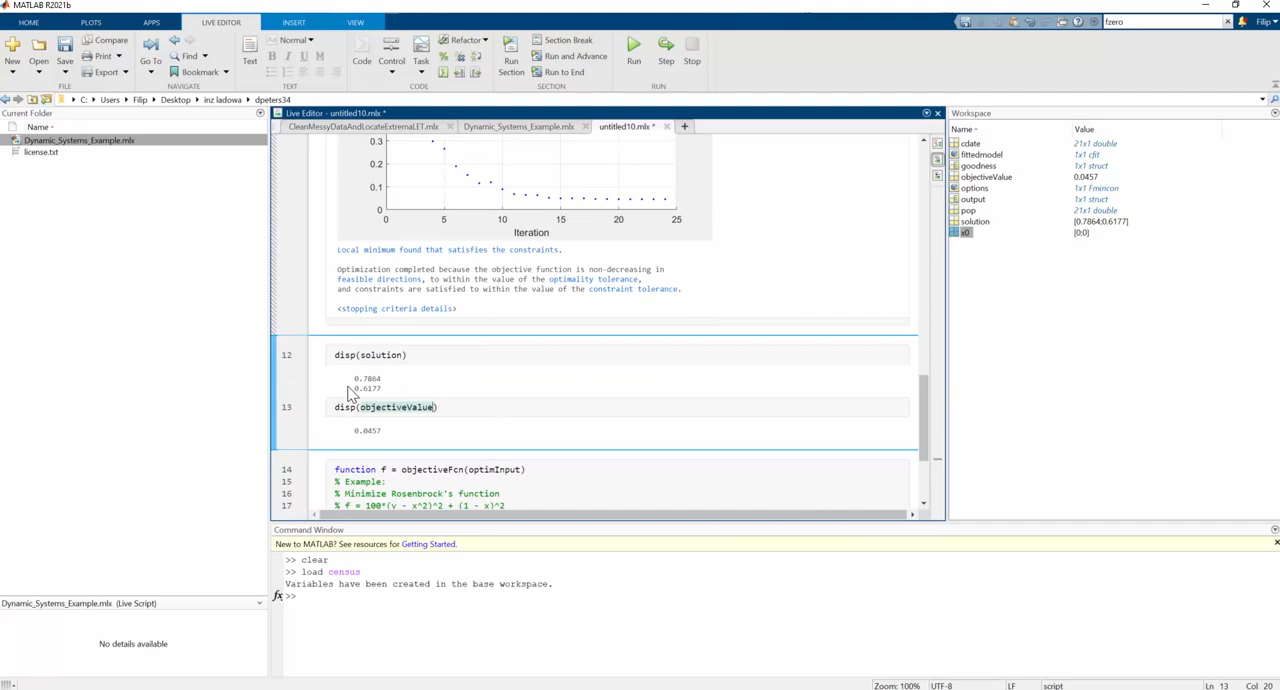 MATLAB R2021b
HOME PLOTS APPS LIVE EDITOR INSERT VIEW
fzero
Filip
New Open Save Compare Print Export
Go To Find Bookmark
Text Normal B I U M
Code Control Task Refactor
Run Section Section Break Run and Advance Run to End
Run Step Stop
FILE NAVIGATE TEXT CODE SECTION RUN
C: Users Filip Desktop inz ladowa dpeters34
Current Folder
Name
Dynamic_Systems_Example.mlx
license.txt
Live Editor - untitled10.mlx *
CleanMessyDataAndLocateExtremaLET.mlx Dynamic_Systems_Example.mlx untitled10.mlx *
0.3
0.1
0
0 5 10 15 20 25
Iteration
Local minimum found that satisfies the constraints.
Optimization completed because the objective function is non-decreasing in
feasible directions, to within the value of the optimality tolerance,
and constraints are satisfied to within the value of the constraint tolerance.
<stopping criteria details>
12 disp(solution)
0.7864
0.6177
13 disp(objectiveValue)
0.0457
14 function f = objectiveFcn(optimInput)
15 % Example:
16 % Minimize Rosenbrock's function
17 % f = 100*(y - x^2)^2 + (1 - x)^2
Workspace
Name Value
cdate 21x1 double
fittedmodel 1x1 cfit
goodness 1x1 struct
objectiveValue 0.0457
options 1x1 Fmincon
output 1x1 struct
pop 21x1 double
solution [0.7864;0.6177]
x0 [0;0]
Command Window
New to MATLAB? See resources for Getting Started.
>> clear
>> load census
Variables have been created in the base workspace.
fx >>
Dynamic_Systems_Example.mlx (Live Script)
No details available
Zoom: 100% UTF-8 LF script Ln 13 Col 20